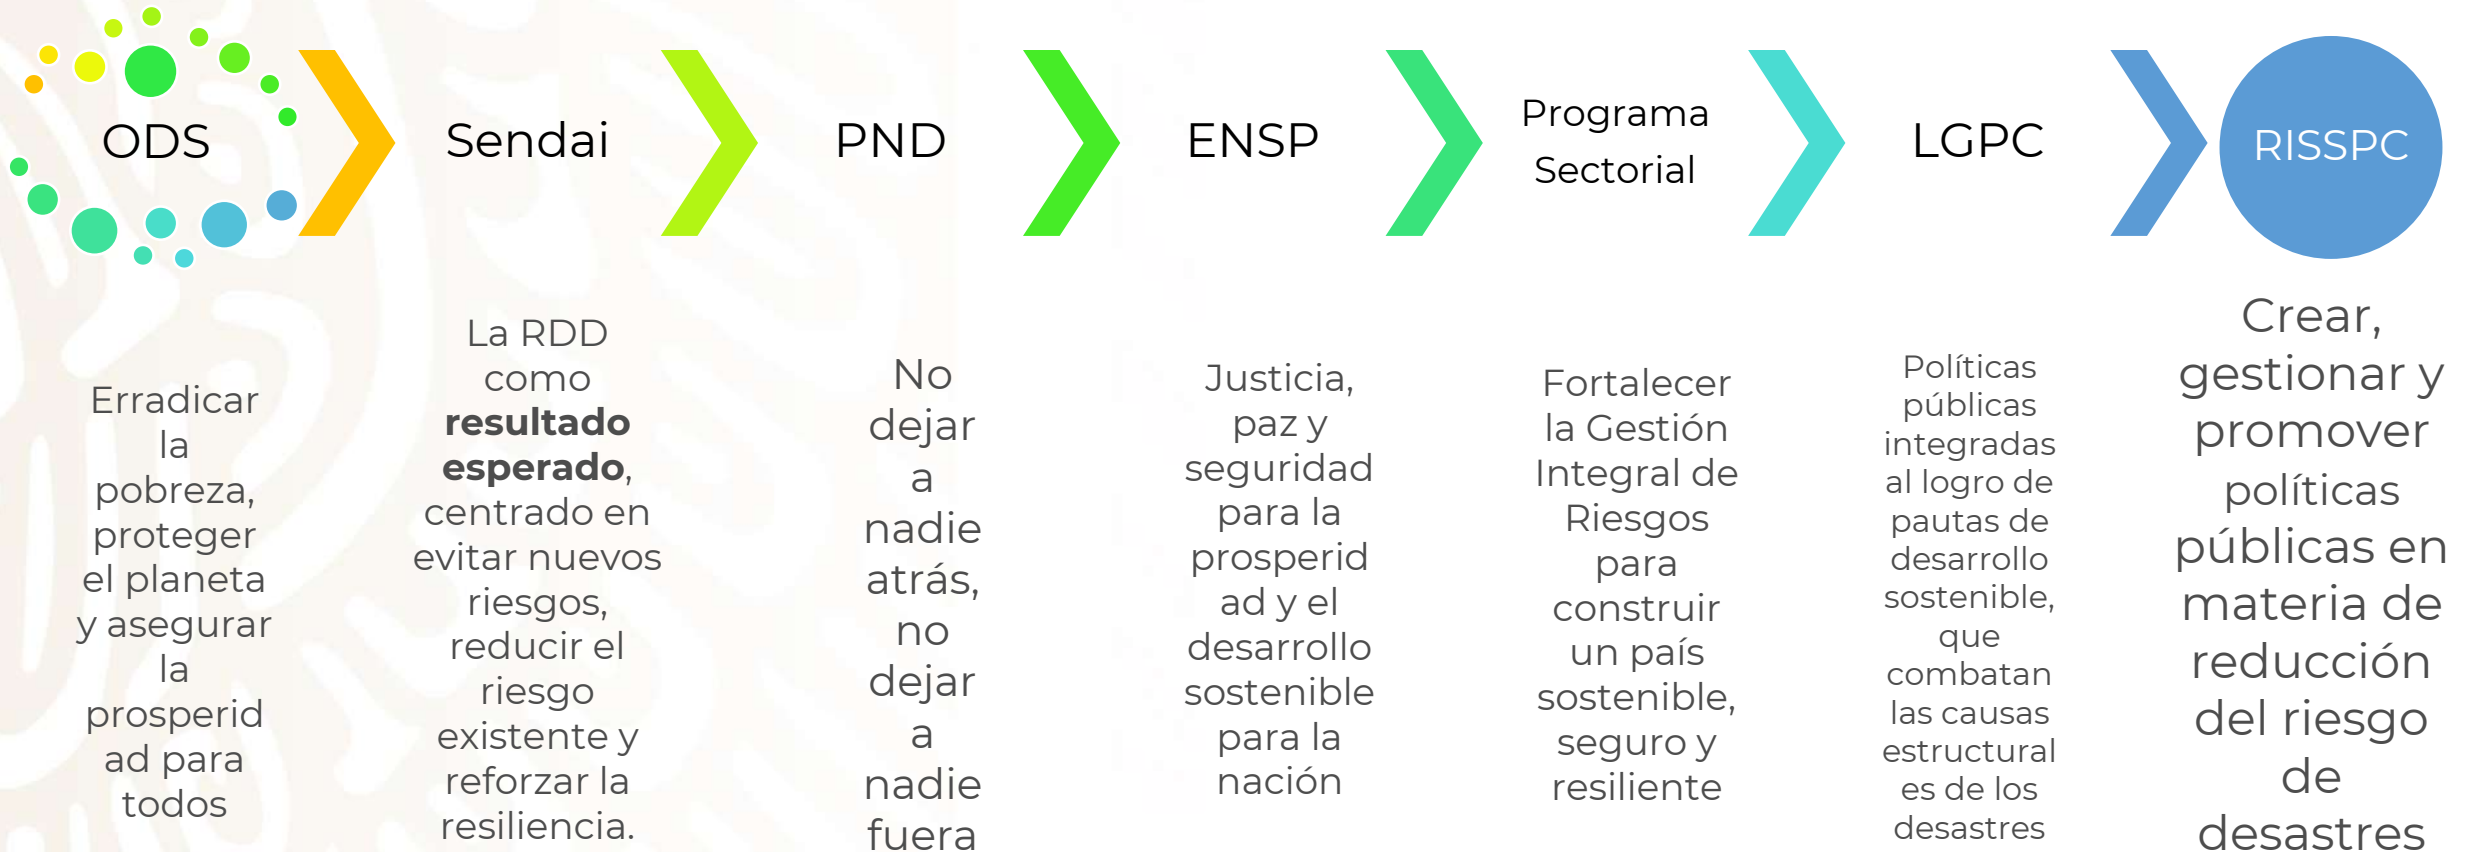 ODS
Sendai
PND
ENSP
Programa
Sectorial
LGPC
RISSPC
Erradicar
la
pobreza,
proteger
el planeta
y asegurar
la
prosperid
ad para
todos
La RDD
como
resultado
esperado,
centrado en
evitar nuevos
riesgos,
reducir el
riesgo
existente y
reforzar la
resiliencia.
No
dejar
a
nadie
atrás,
no
dejar
a
nadie
fuera
Justicia,
paz y
seguridad
para la
prosperid
ad y el
desarrollo
sostenible
para la
nación
Fortalecer
la Gestión
Integral de
Riesgos
para
construir
un país
sostenible,
seguro y
resiliente
Políticas
públicas
integradas
al logro de
pautas de
desarrollo
sostenible,
que
combatan
las causas
estructural
es de los
desastres
Crear,
gestionar y
promover
políticas
públicas en
materia de
reducción
del riesgo
de
desastres